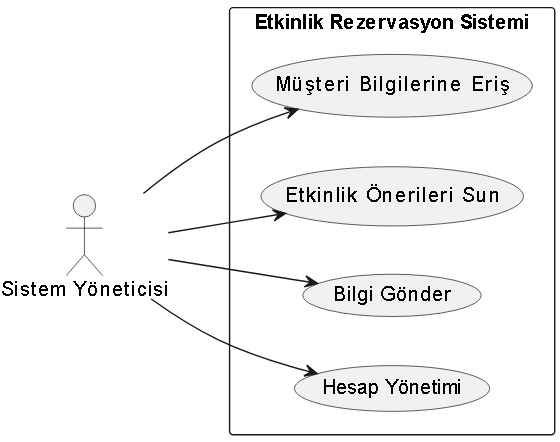 Etkinlik Rezervasyon Sistemi
Müşteri Bilgilerine Eriş
Etkinlik Önerileri Sun
Sistem Yöneticisi
Bilgi Gönder
Hesap Yönetimi